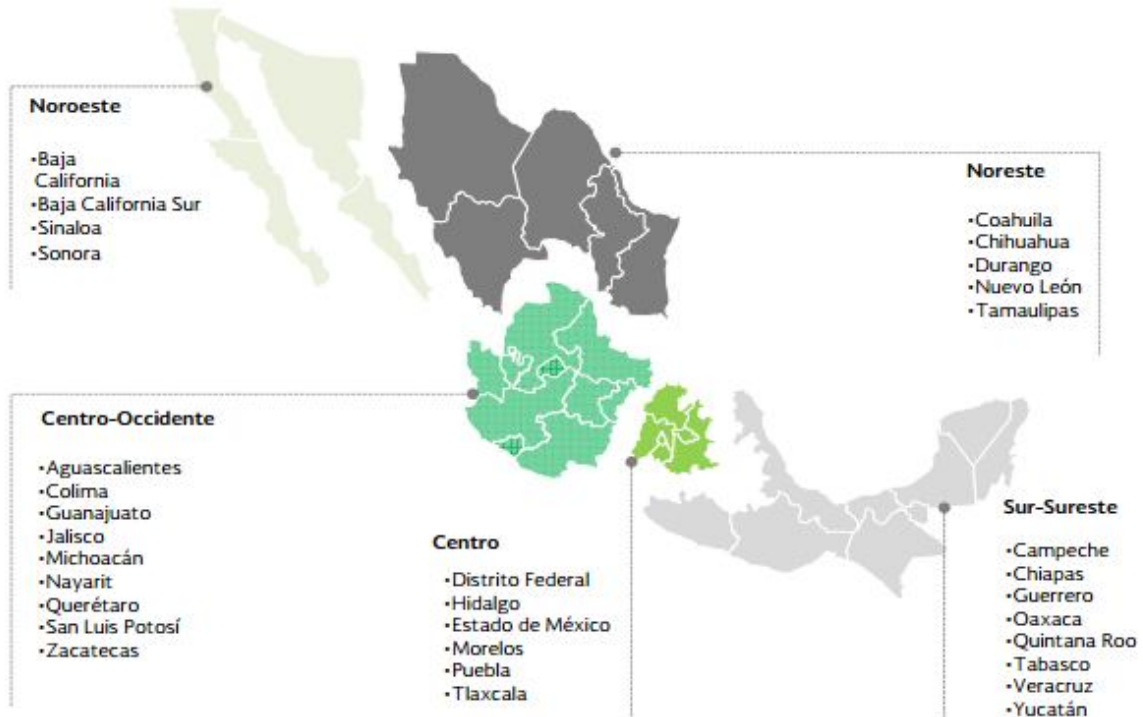 Noroeste
•Baja
California
•Baja California Sur
•Sinaloa
•Sonora
Noreste
•Coahuila
•Chihuahua
•Durango
•Nuevo León
•Tamaulipas
Centro-Occidente
•Aguascalientes
•Colima
•Guanajuato
•Jalisco
•Michoacán
•Nayarit
•Querétaro
•San Luis Potosí
•Zacatecas
Centro
•Distrito Federal
•Hidalgo
•Estado de México
•Morelos
•Puebla
•Tlaxcala
Sur-Sureste
•Campeche
•Chiapas
•Guerrero
•Oaxaca
•Quintana Roo
•Tabasco
•Veracruz
•Yucatán